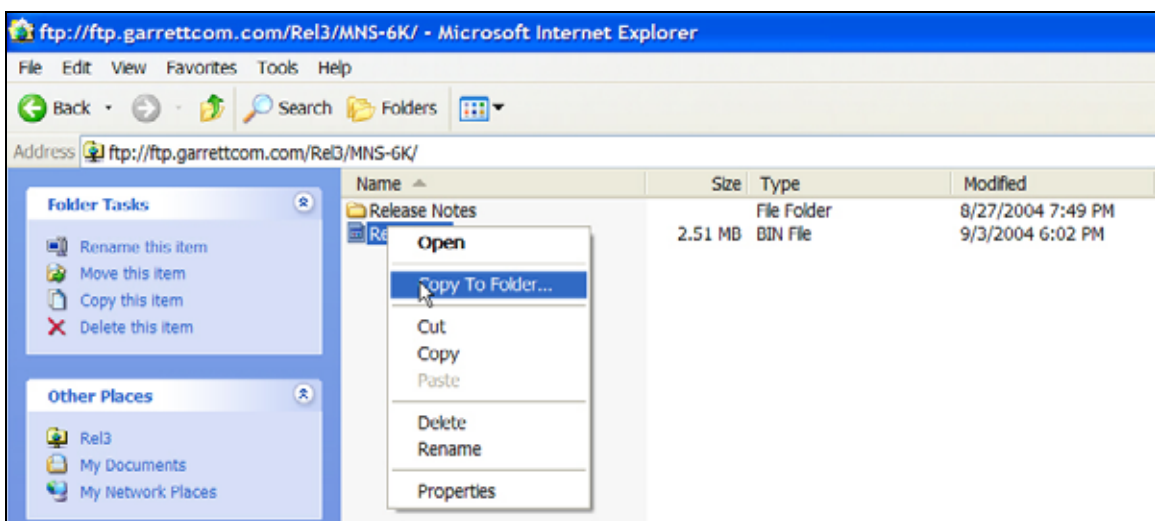 ftp://ftp.garrettcom.com/Rel3/MNS-6K/ - Microsoft Internet Explorer
File Edit View Favorites Tools Help
Back Search Folders
Address ftp://ftp.garrettcom.com/Rel3/MNS-6K/
Name Size Type Modified
Folder Tasks
Rename this item
Move this item
Copy this item
Delete this item
Other Places
Rel3
My Documents
My Network Places
Release Notes File Folder 8/27/2004 7:49 PM
Re 2.51 MB BIN File 9/3/2004 6:02 PM
Open
Copy To Folder...
Cut
Copy
Paste
Delete
Rename
Properties